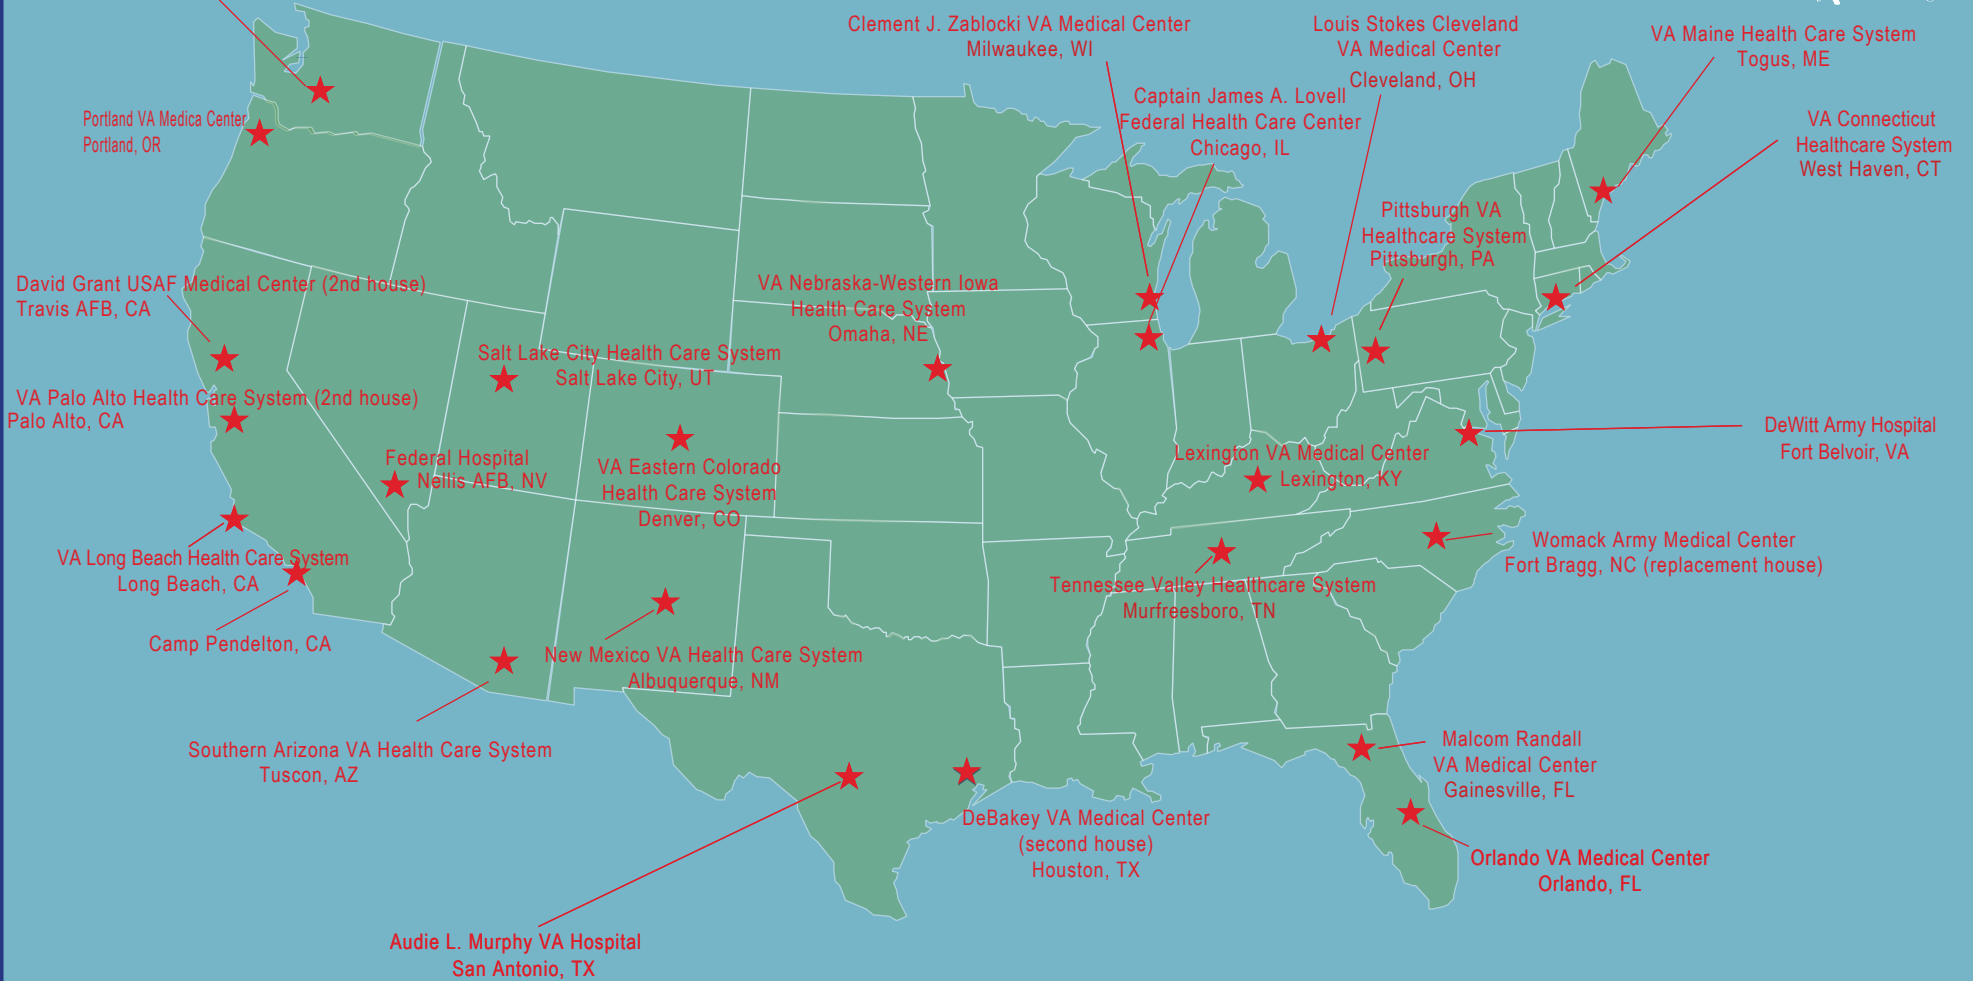 Clement J. Zablocki VA Medical Center
Milwaukee, WI
Louis Stokes Cleveland
VA Medical Center
Cleveland, OH
VA Maine Health Care System
Togus, ME
Captain James A. Lovell
Federal Health Care Center
Chicago, IL
Portland VA Medica Center
Portland, OR
VA Connecticut
Healthcare System
West Haven, CT
Pittsburgh VA
Healthcare System
Pittsburgh, PA
David Grant USAF Medical Center (2nd house)
Travis AFB, CA
VA Nebraska-Western Iowa
Health Care System
Omaha, NE
Salt Lake City Health Care System
Salt Lake City, UT
VA Palo Alto Health Care System (2nd house)
Palo Alto, CA
DeWitt Army Hospital
Fort Belvoir, VA
Federal Hospital
Nellis AFB, NV
VA Eastern Colorado
Health Care System
Denver, CO
Lexington VA Medical Center
Lexington, KY
VA Long Beach Health Care System
Long Beach, CA
Womack Army Medical Center
Fort Bragg, NC (replacement house)
Tennessee Valley Healthcare System
Murfreesboro, TN
Camp Pendelton, CA
New Mexico VA Health Care System
Albuquerque, NM
Southern Arizona VA Health Care System
Tuscon, AZ
Malcom Randall
VA Medical Center
Gainesville, FL
DeBakey VA Medical Center
(second house)
Houston, TX
Orlando VA Medical Center
Orlando, FL
Audie L. Murphy VA Hospital
San Antonio, TX